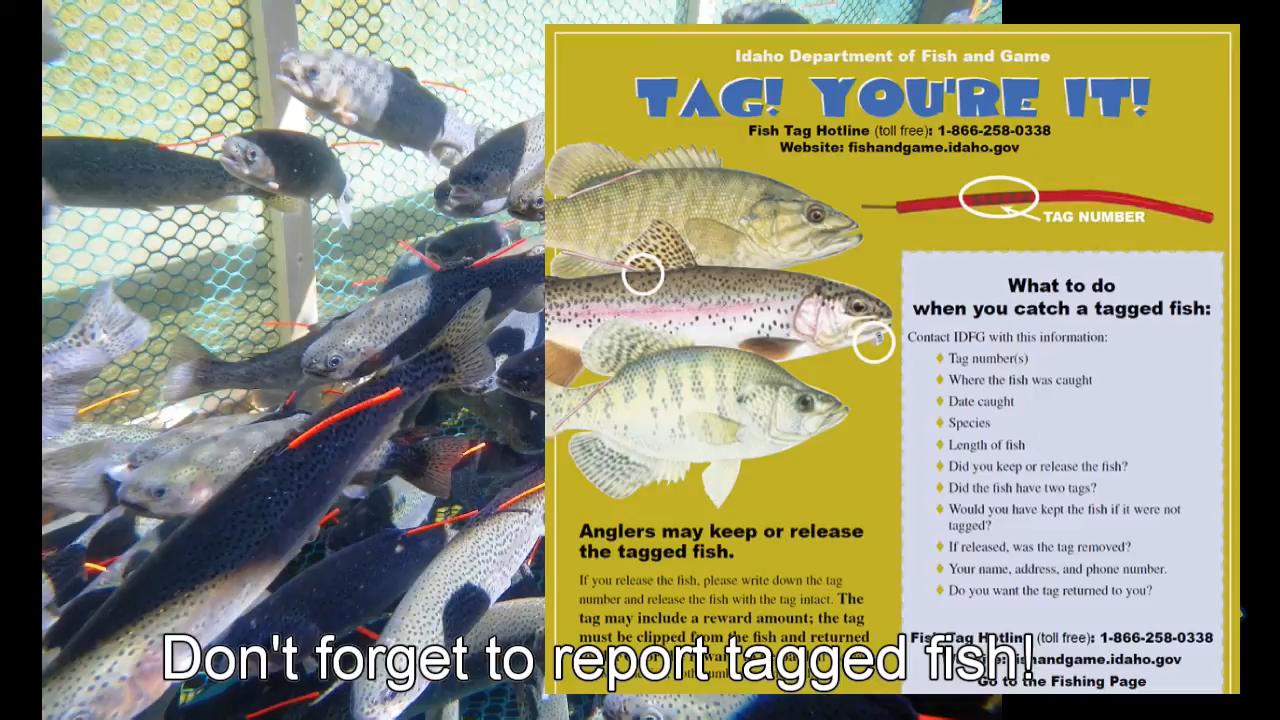 Idaho Department of Fish and Game
TAG! YOU'RE IT!
Fish Tag Hotline (toll free): 1-866-258-0338
Website: fishandgame.idaho.gov
TAG NUMBER
What to do
when you catch a tagged fish:
Contact IDFG with this information:
Tag number(s)
Where the fish was caught
Date caught
Species
Length of fish
Did you keep or release the fish?
Did the fish have two tags?
Would you have kept the fish if it were not
tagged?
If released, was the tag removed?
Your name, address, and phone number.
Do you want the tag returned to you?
Fish Tag Hotline (toll free): 1-866-258-0338
fishandgame.idaho.gov
Go to the Fishing Page
Anglers may keep or release
the tagged fish.
If you release the fish, please write down the tag
number and release the fish with the tag intact. The
tag may include a reward amount; the tag
must be clipped from the fish and returned
Don't forget to report tagged fish!